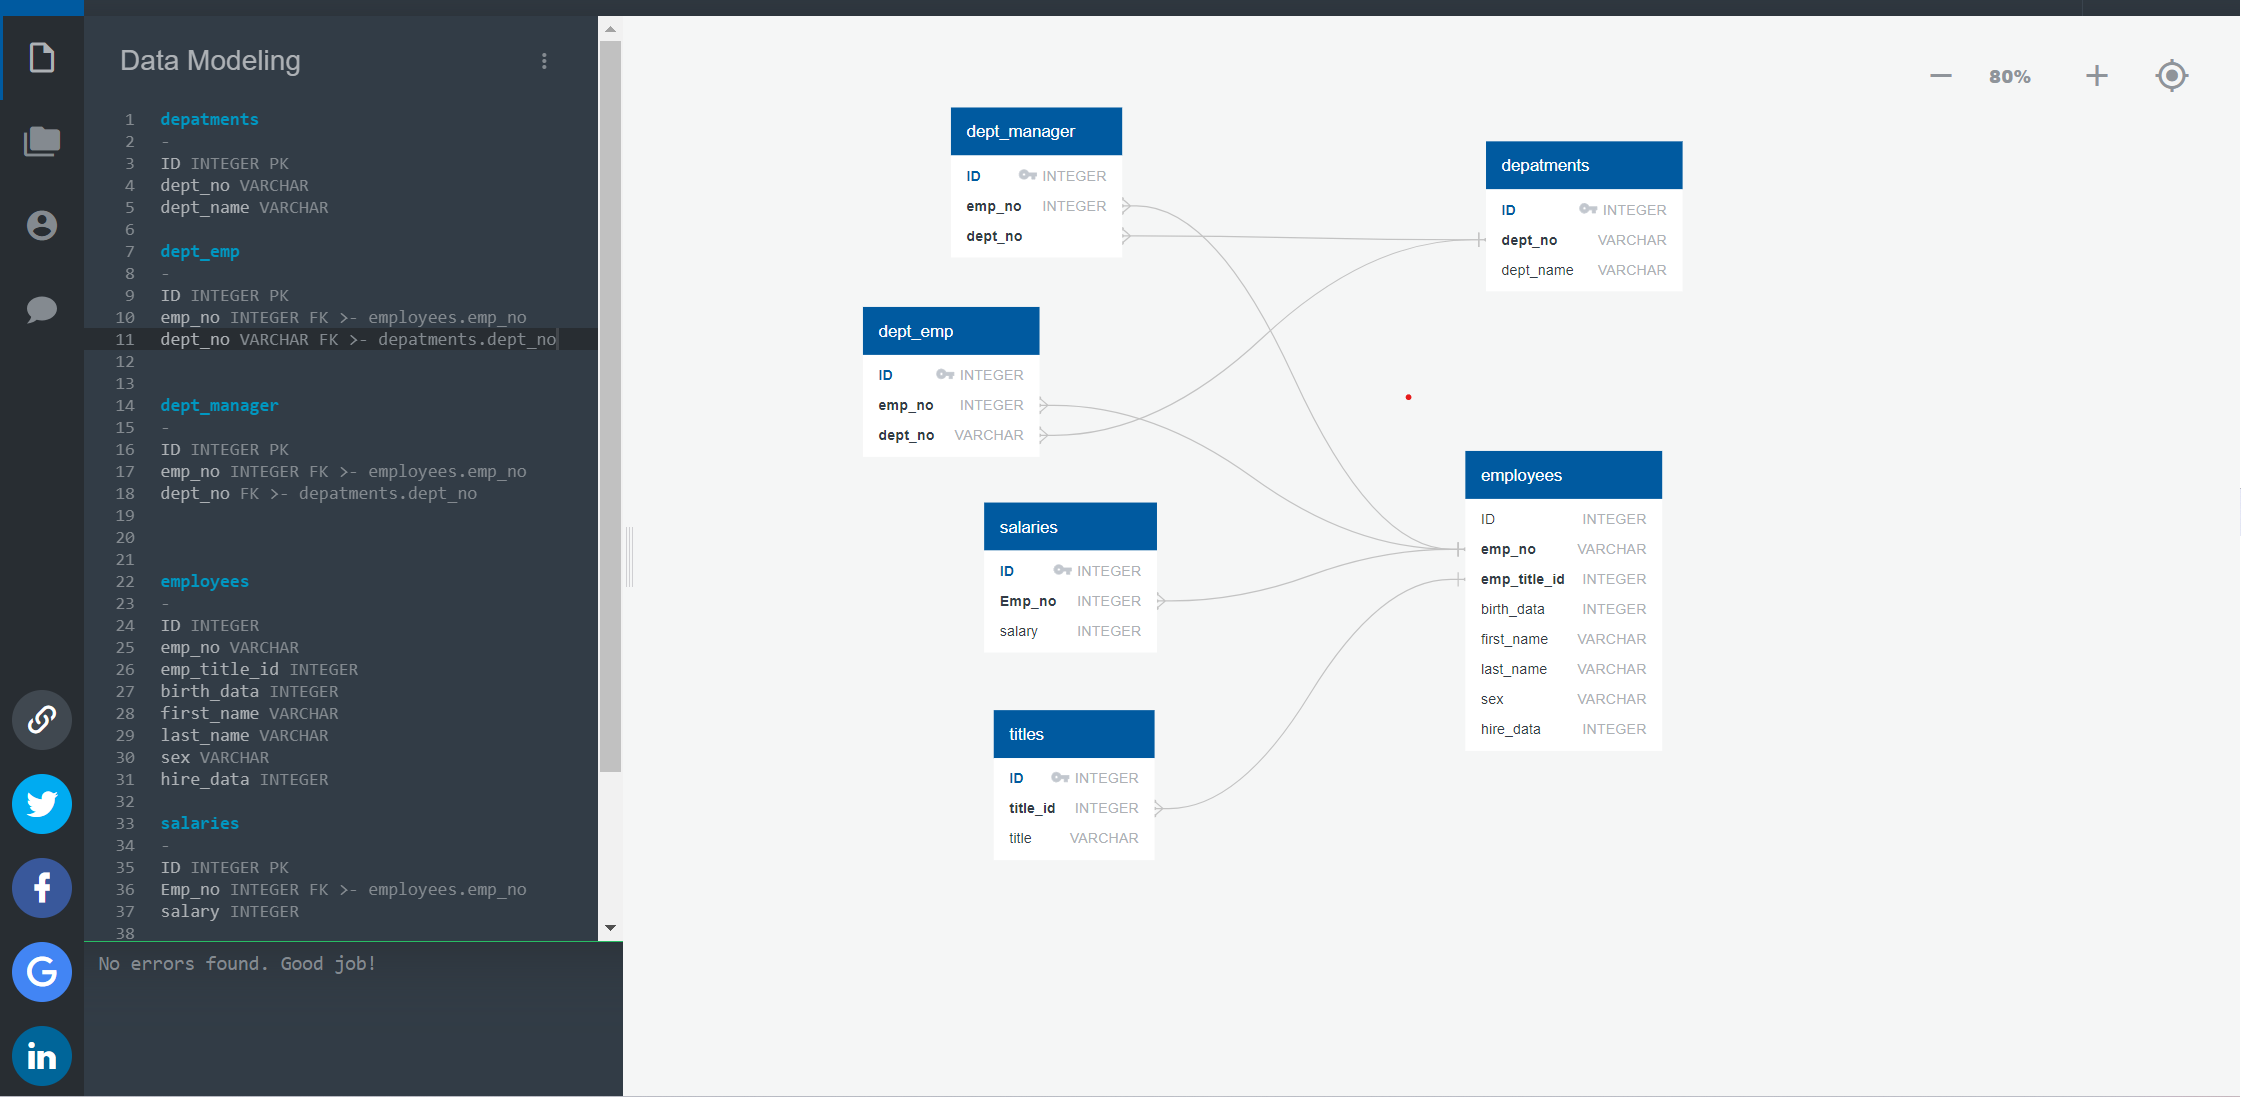 Data Modeling
1 depatments
2 -
3 ID INTEGER PK
4 dept_no VARCHAR
5 dept_name VARCHAR
6
7 dept_emp
8 -
9 ID INTEGER PK
10 emp_no INTEGER FK >- employees.emp_no
11 dept_no VARCHAR FK >- depatments.dept_no
12
13
14 dept_manager
15 -
16 ID INTEGER PK
17 emp_no INTEGER FK >- employees.emp_no
18 dept_no FK >- depatments.dept_no
19
20
21
22 employees
23 -
24 ID INTEGER
25 emp_no VARCHAR
26 emp_title_id INTEGER
27 birth_data INTEGER
28 first_name VARCHAR
29 last_name VARCHAR
30 sex VARCHAR
31 hire_data INTEGER
32
33 salaries
34 -
35 ID INTEGER PK
36 Emp_no INTEGER FK >- employees.emp_no
37 salary INTEGER
38
No errors found. Good job!
80%
dept_manager
ID INTEGER
emp_no INTEGER
dept_no
depatments
ID INTEGER
dept_no VARCHAR
dept_name VARCHAR
dept_emp
ID INTEGER
emp_no INTEGER
dept_no VARCHAR
employees
ID INTEGER
emp_no VARCHAR
emp_title_id INTEGER
birth_data INTEGER
first_name VARCHAR
last_name VARCHAR
sex VARCHAR
hire_data INTEGER
salaries
ID INTEGER
Emp_no INTEGER
salary INTEGER
titles
ID INTEGER
title_id INTEGER
title VARCHAR